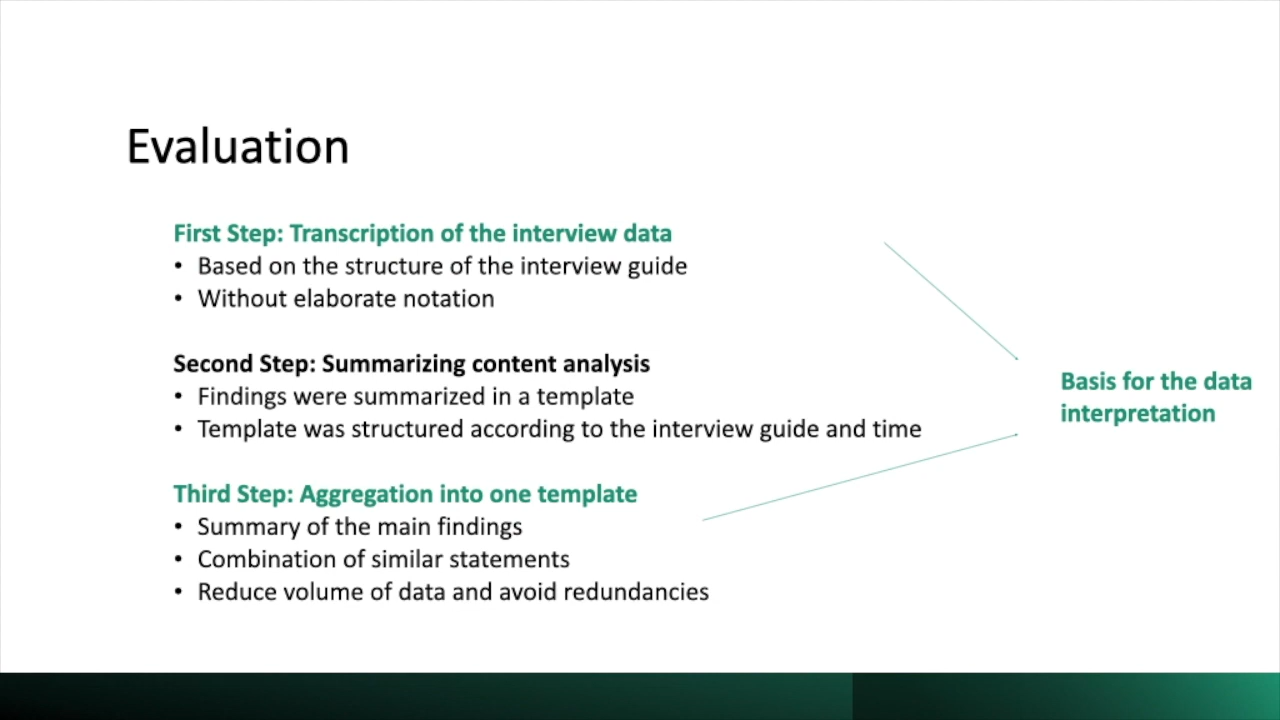 Evaluation
First Step: Transcription of the interview data
• Based on the structure of the interview guide
• Without elaborate notation
Second Step: Summarizing content analysis
• Findings were summarized in a template
• Template was structured according to the interview guide and time
Third Step: Aggregation into one template
• Summary of the main findings
• Combination of similar statements
• Reduce volume of data and avoid redundancies
Basis for the data
interpretation